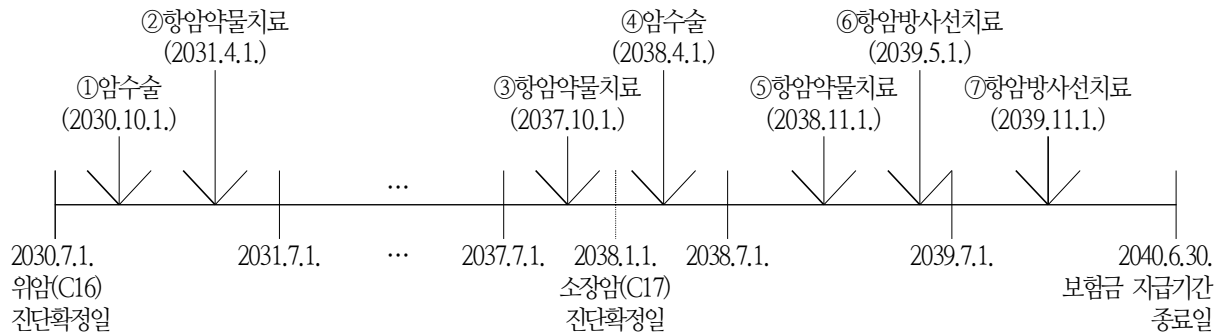 ②항암약물치료
(2031.4.1.)
④암수술
(2038.4.1.)
⑥항암방사선치료
(2039.5.1.)
①암수술
(2030.10.1.)
③항암약물치료
(2037.10.1.)
⑤항암약물치료
(2038.11.1.)
⑦항암방사선치료
(2039.11.1.)
…
2030.7.1. 2031.7.1. … 2037.7.1. 2038.1.1. 2038.7.1. 2039.7.1. 2040.6.30.
위암(C16)
진단확정일
소장암(C17)
진단확정일
보험금 지급기간
종료일